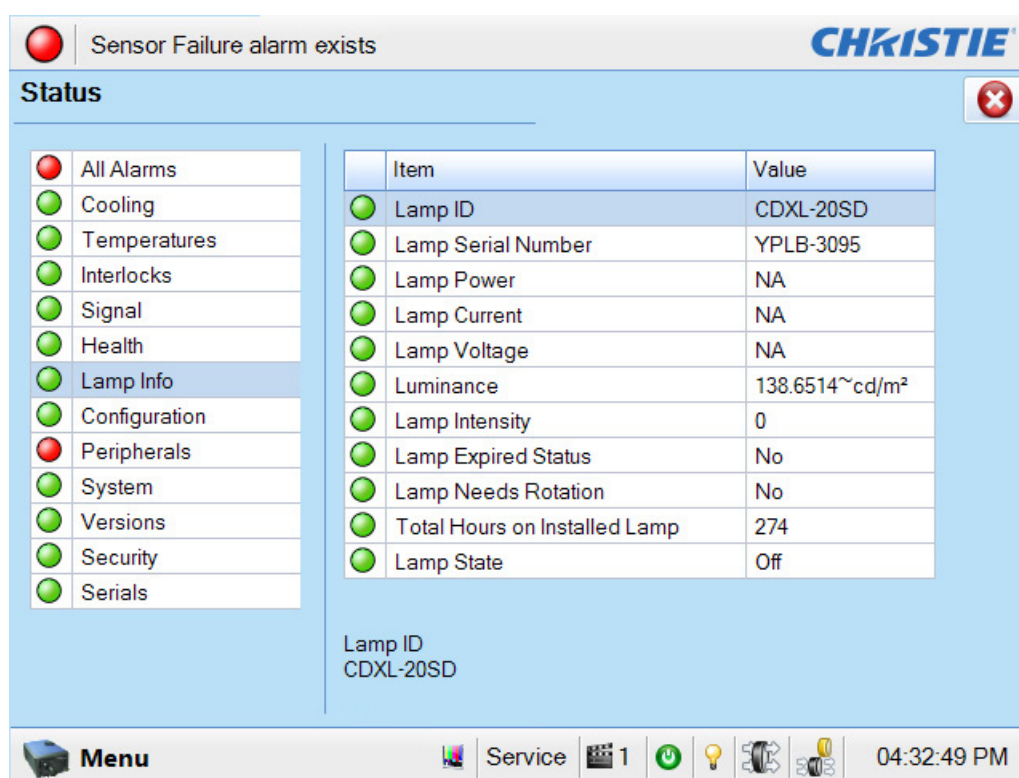 Sensor Failure alarm exists
CHRISTIE
Status
All Alarms
Cooling
Temperatures
Interlocks
Signal
Health
Lamp Info
Configuration
Peripherals
System
Versions
Security
Serials
Item Value
Lamp ID CDXL-20SD
Lamp Serial Number YPLB-3095
Lamp Power NA
Lamp Current NA
Lamp Voltage NA
Luminance 138.6514~cd/m²
Lamp Intensity 0
Lamp Expired Status No
Lamp Needs Rotation No
Total Hours on Installed Lamp 274
Lamp State Off
Lamp ID
CDXL-20SD
Menu Service 1 04:32:49 PM